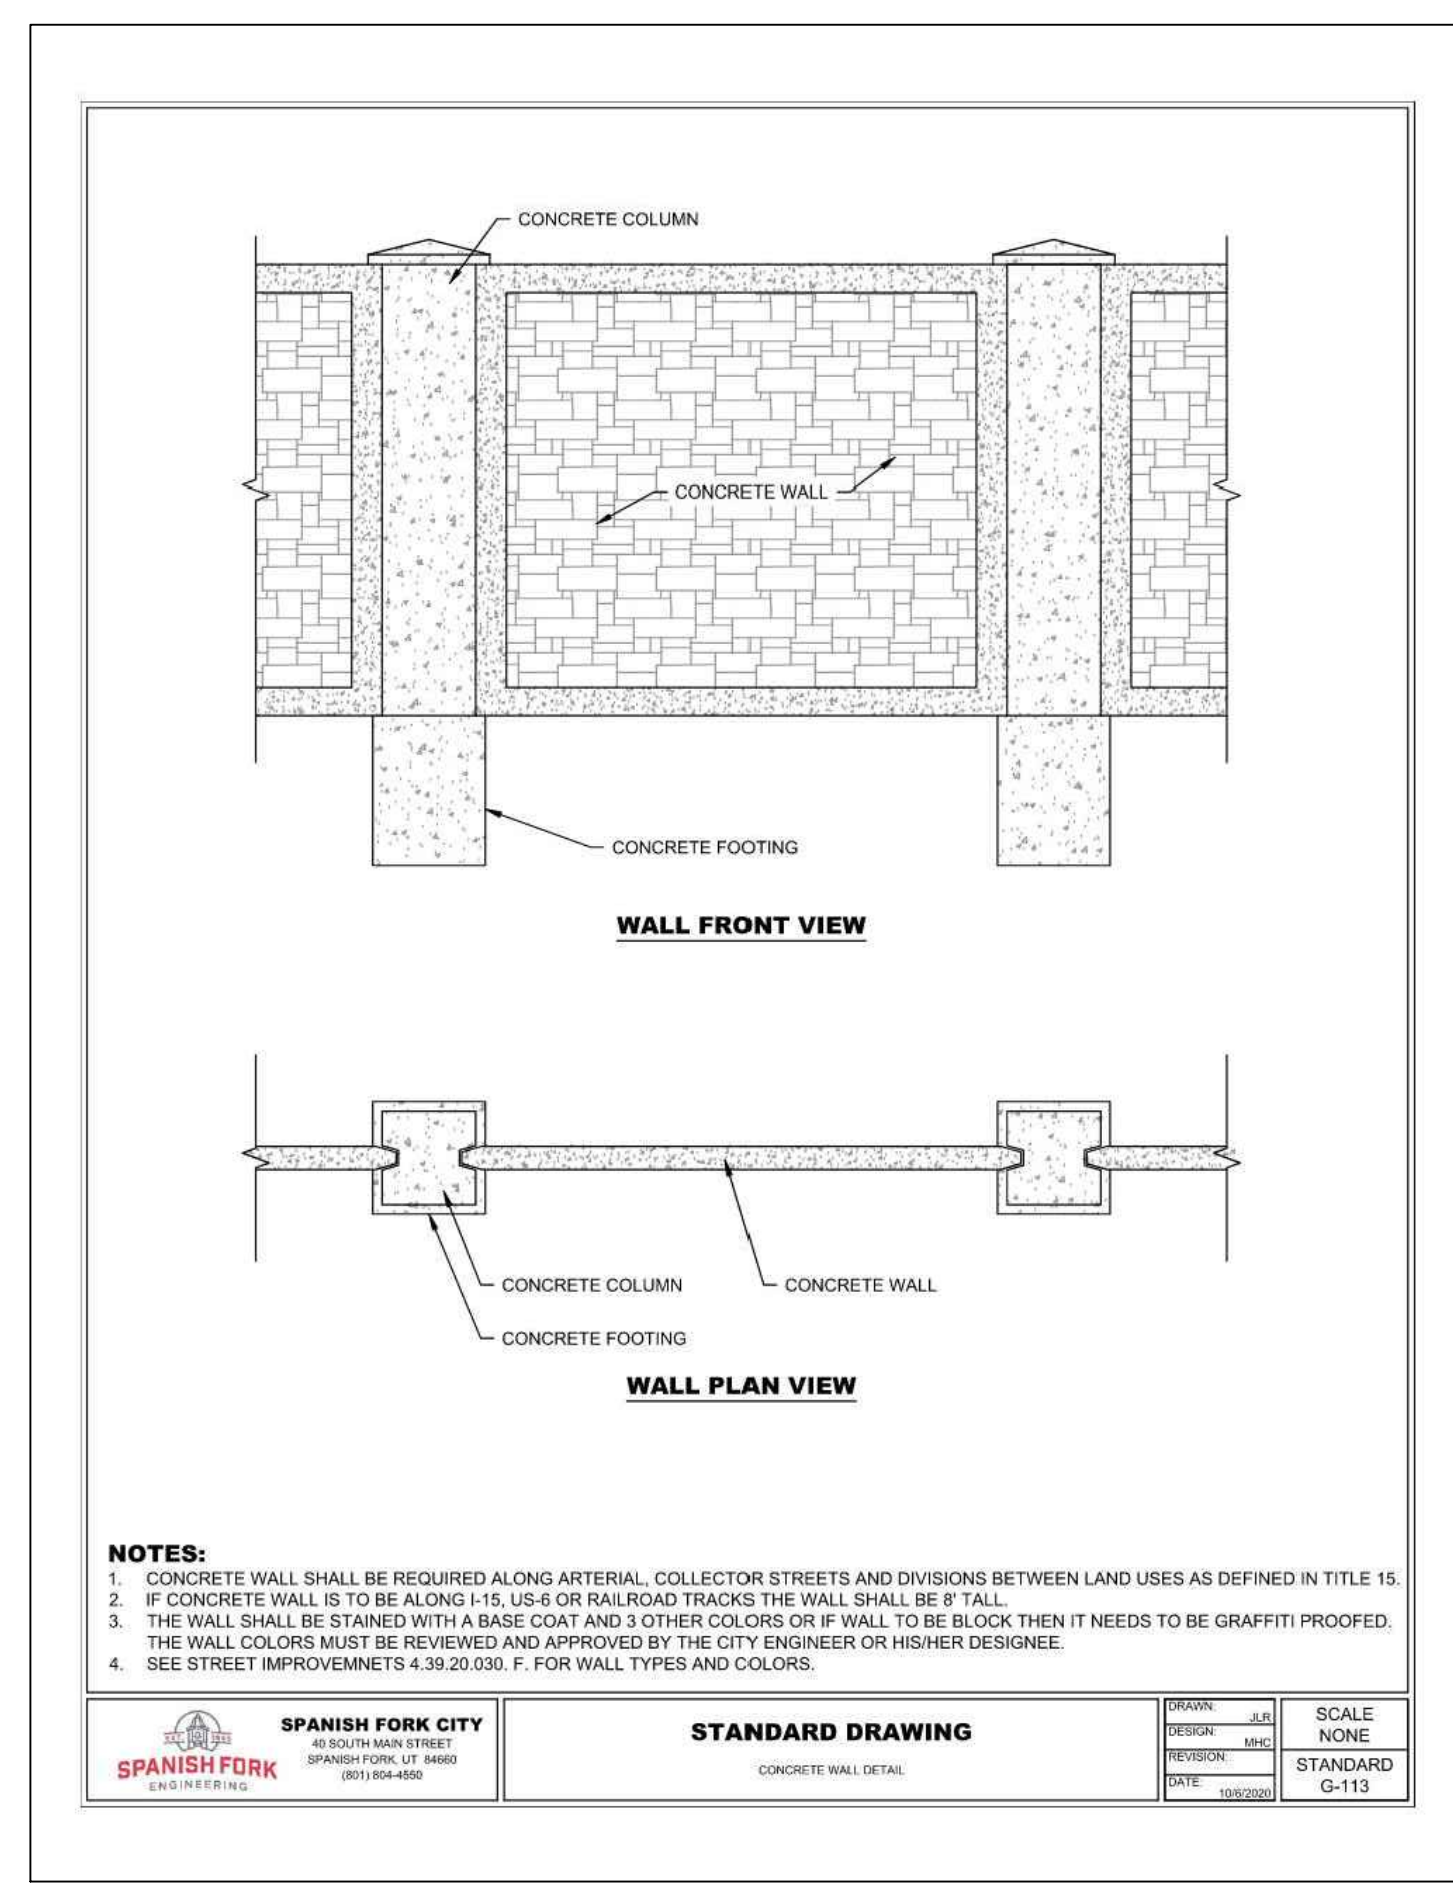 CONCRETE COLUMN
CONCRETE WALL
CONCRETE FOOTING
WALL FRONT VIEW
CONCRETE COLUMN
CONCRETE WALL
CONCRETE FOOTING
WALL PLAN VIEW
NOTES:
1. CONCRETE WALL SHALL BE REQUIRED ALONG ARTERIAL, COLLECTOR STREETS AND DIVISIONS BETWEEN LAND USES AS DEFINED IN TITLE 15.
2. IF CONCRETE WALL IS TO BE ALONG I-15, US-6 OR RAILROAD TRACKS THE WALL SHALL BE 8' TALL.
3. THE WALL SHALL BE STAINED WITH A BASE COAT AND 3 OTHER COLORS OR IF WALL TO BE BLOCK THEN IT NEEDS TO BE GRAFFITI PROOFED.
THE WALL COLORS MUST BE REVIEWED AND APPROVED BY THE CITY ENGINEER OR HIS/HER DESIGNEE.
4. SEE STREET IMPROVEMNETS 4.39.20.030. F. FOR WALL TYPES AND COLORS.
EST.
SPANISH FORK
ENGINEERING
SPANISH FORK CITY
40 SOUTH MAIN STREET
SPANISH FORK, UT 84660
(801) 804-4550
STANDARD DRAWING
CONCRETE WALL DETAIL
DRAWN: JLR
DESIGN: MHC
REVISION:
DATE: 10/6/2020
SCALE
NONE
STANDARD
G-113